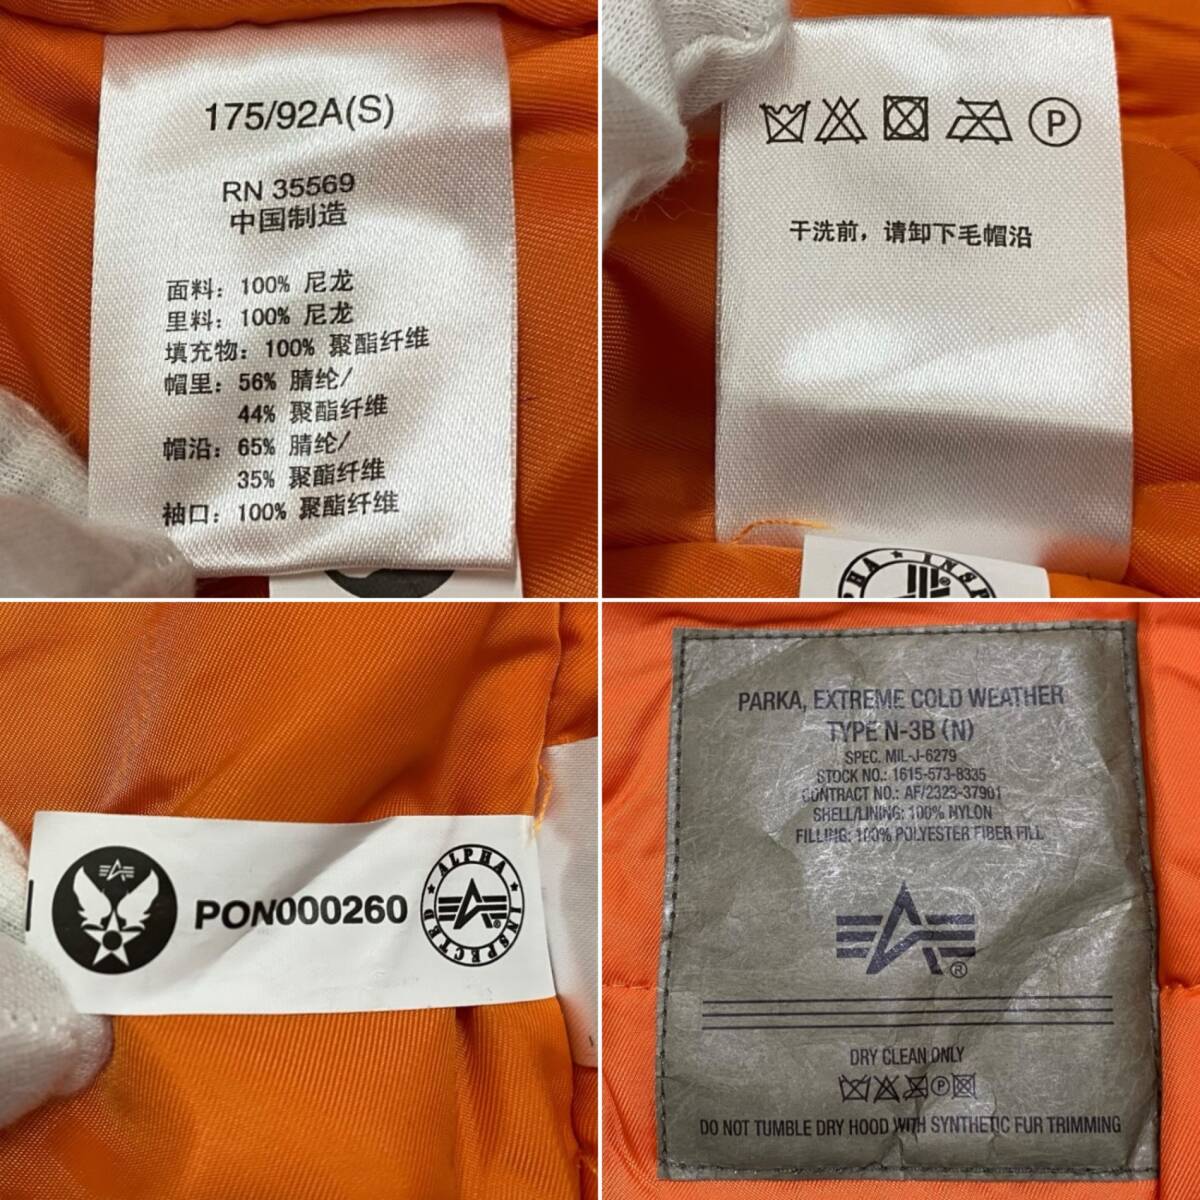 175/92A(S)
RN 35569
中国制造
面料: 100% 尼龙
里料: 100% 尼龙
填充物: 100% 聚酯纤维
帽里: 56% 腈纶/
44% 聚酯纤维
帽沿: 65% 腈纶/
35% 聚酯纤维
袖口: 100% 聚酯纤维
P
干洗前，请卸下毛帽沿
ALPHA INSP
PON000260
ALPHA INSPECTED
PARKA, EXTREME COLD WEATHER
TYPE N-3B (N)
SPEC. MIL-J-6279
STOCK NO.: 1615-573-8335
CONTRACT NO.: AF/2323-37901
SHELL/LINING: 100% NYLON
FILLING: 100% POLYESTER FIBER FILL
®
DRY CLEAN ONLY
P
DO NOT TUMBLE DRY HOOD WITH SYNTHETIC FUR TRIMMING